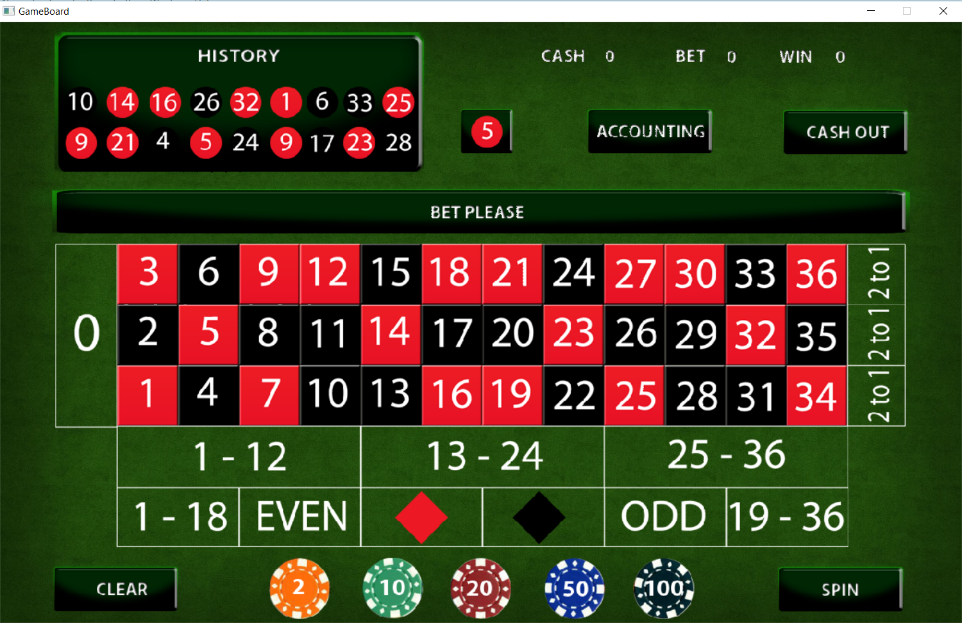 GameBoard
HISTORY
CASH 0 BET 0 WIN 0
10 14 16 26 32 1 6 33 25
9 21 4 5 24 9 17 23 28
5
ACCOUNTING
CASH OUT
BET PLEASE
3 6 9 12 15 18 21 24 27 30 33 36 2 to 1
0 2 5 8 11 14 17 20 23 26 29 32 35 2 to 1
1 4 7 10 13 16 19 22 25 28 31 34 2 to 1
1 - 12 13 - 24 25 - 36
1 - 18 EVEN ODD 19 - 36
CLEAR 2 10 20 50 100 SPIN